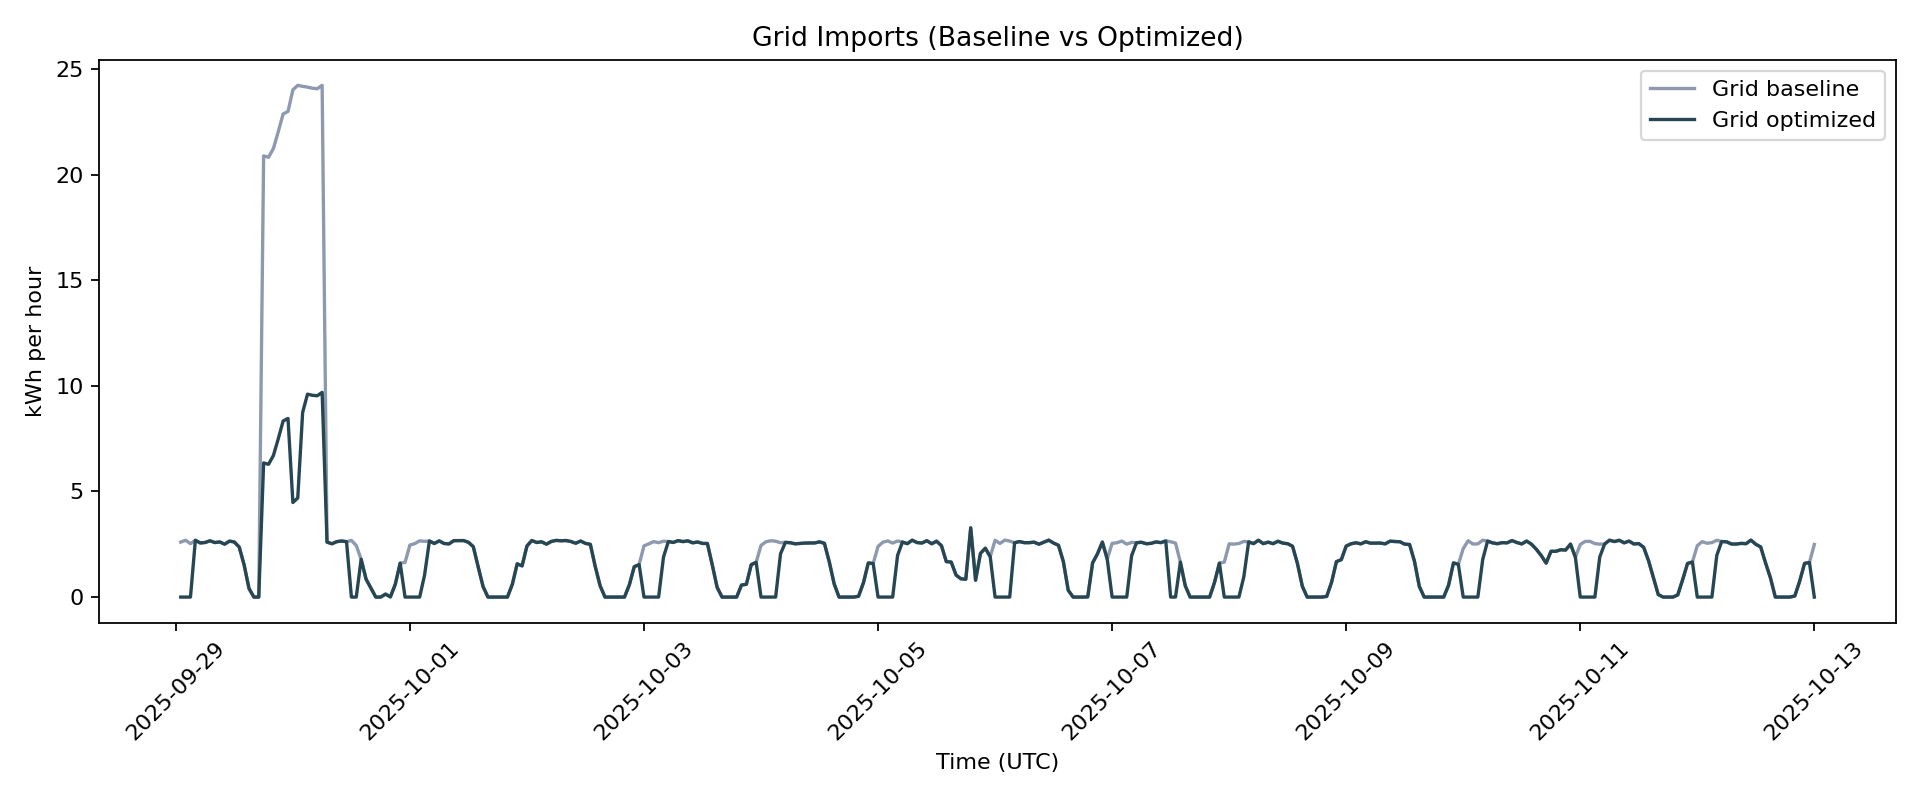 Grid Imports (Baseline vs Optimized)
Grid baseline
Grid optimized
25
20
15
10
5
0
kWh per hour
2025-09-29
2025-10-01
2025-10-03
2025-10-05
2025-10-07
2025-10-09
2025-10-11
2025-10-13
Time (UTC)